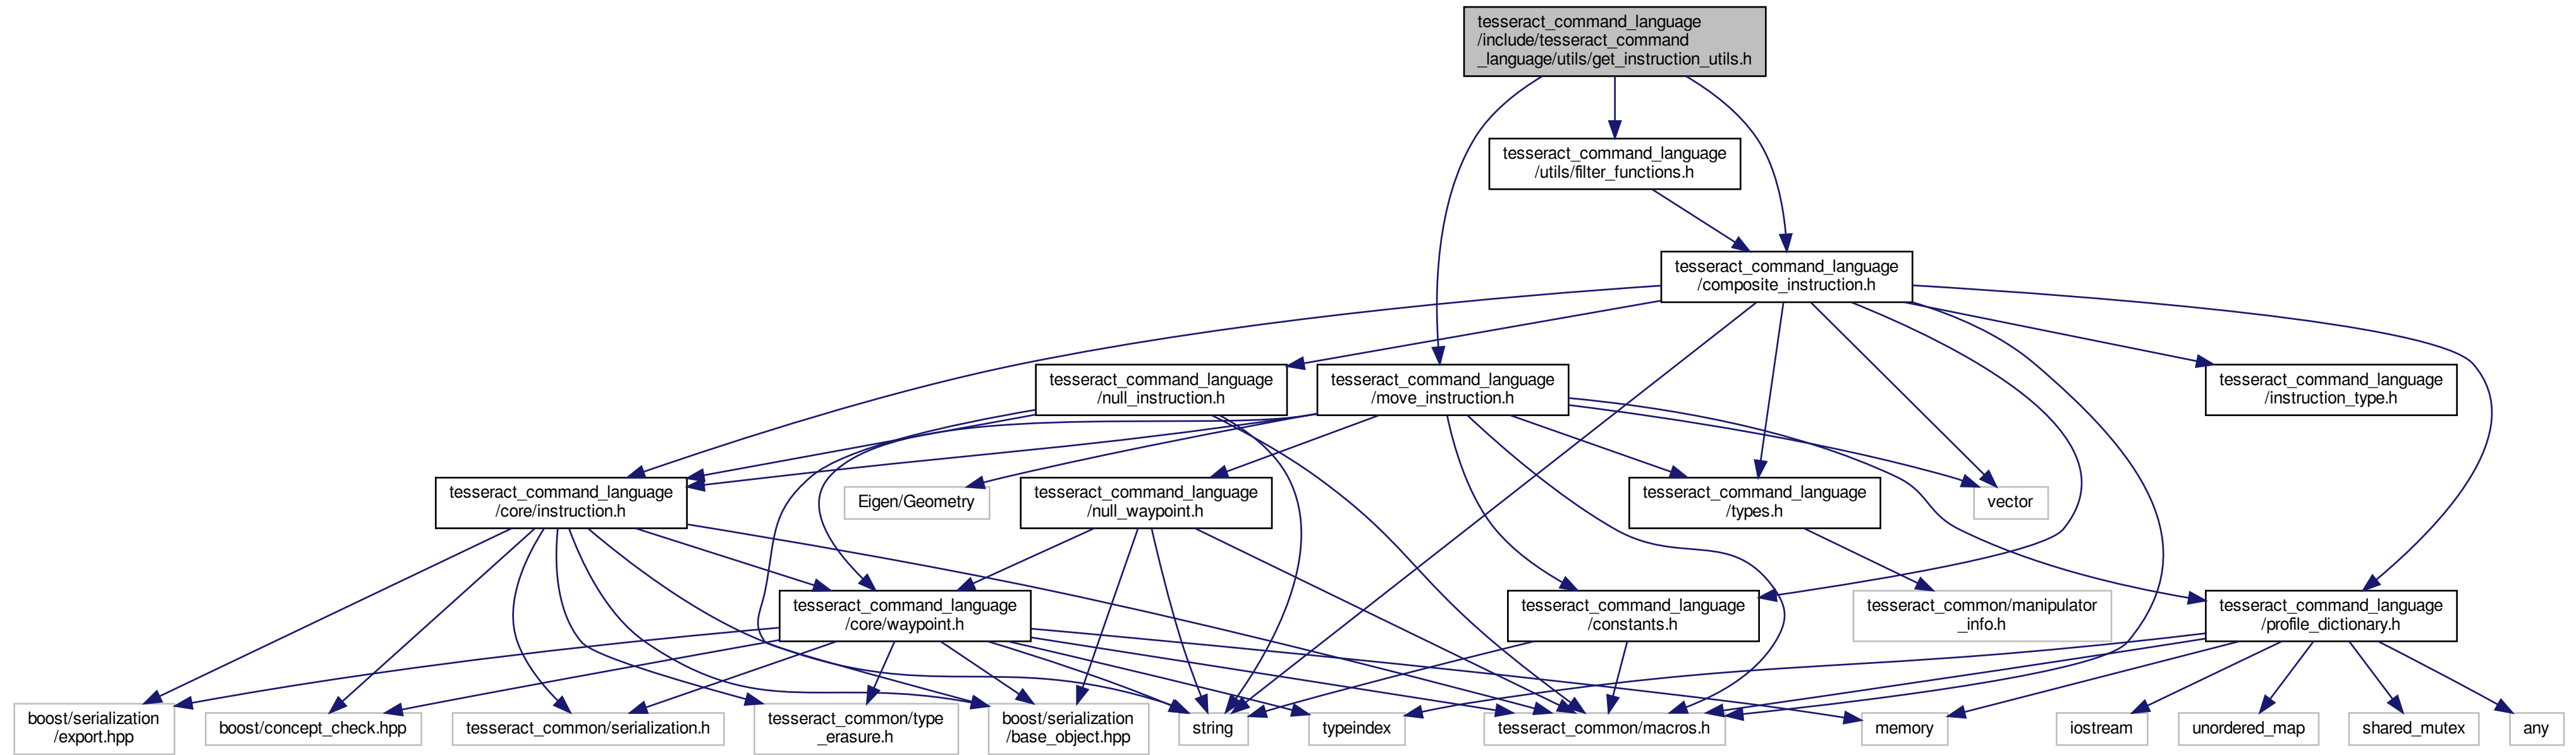 tesseract_command_language
/include/tesseract_command
_language/utils/get_instruction_utils.h
tesseract_command_language
/utils/filter_functions.h
tesseract_command_language
/composite_instruction.h
tesseract_command_language
/null_instruction.h
tesseract_command_language
/move_instruction.h
tesseract_command_language
/instruction_type.h
tesseract_command_language
/core/instruction.h
Eigen/Geometry
tesseract_command_language
/null_waypoint.h
tesseract_command_language
/types.h
vector
tesseract_command_language
/core/waypoint.h
tesseract_command_language
/constants.h
tesseract_common/manipulator
_info.h
tesseract_command_language
/profile_dictionary.h
boost/serialization
/export.hpp
boost/concept_check.hpp
tesseract_common/serialization.h
tesseract_common/type
_erasure.h
boost/serialization
/base_object.hpp
string
typeindex
tesseract_common/macros.h
memory
iostream
unordered_map
shared_mutex
any